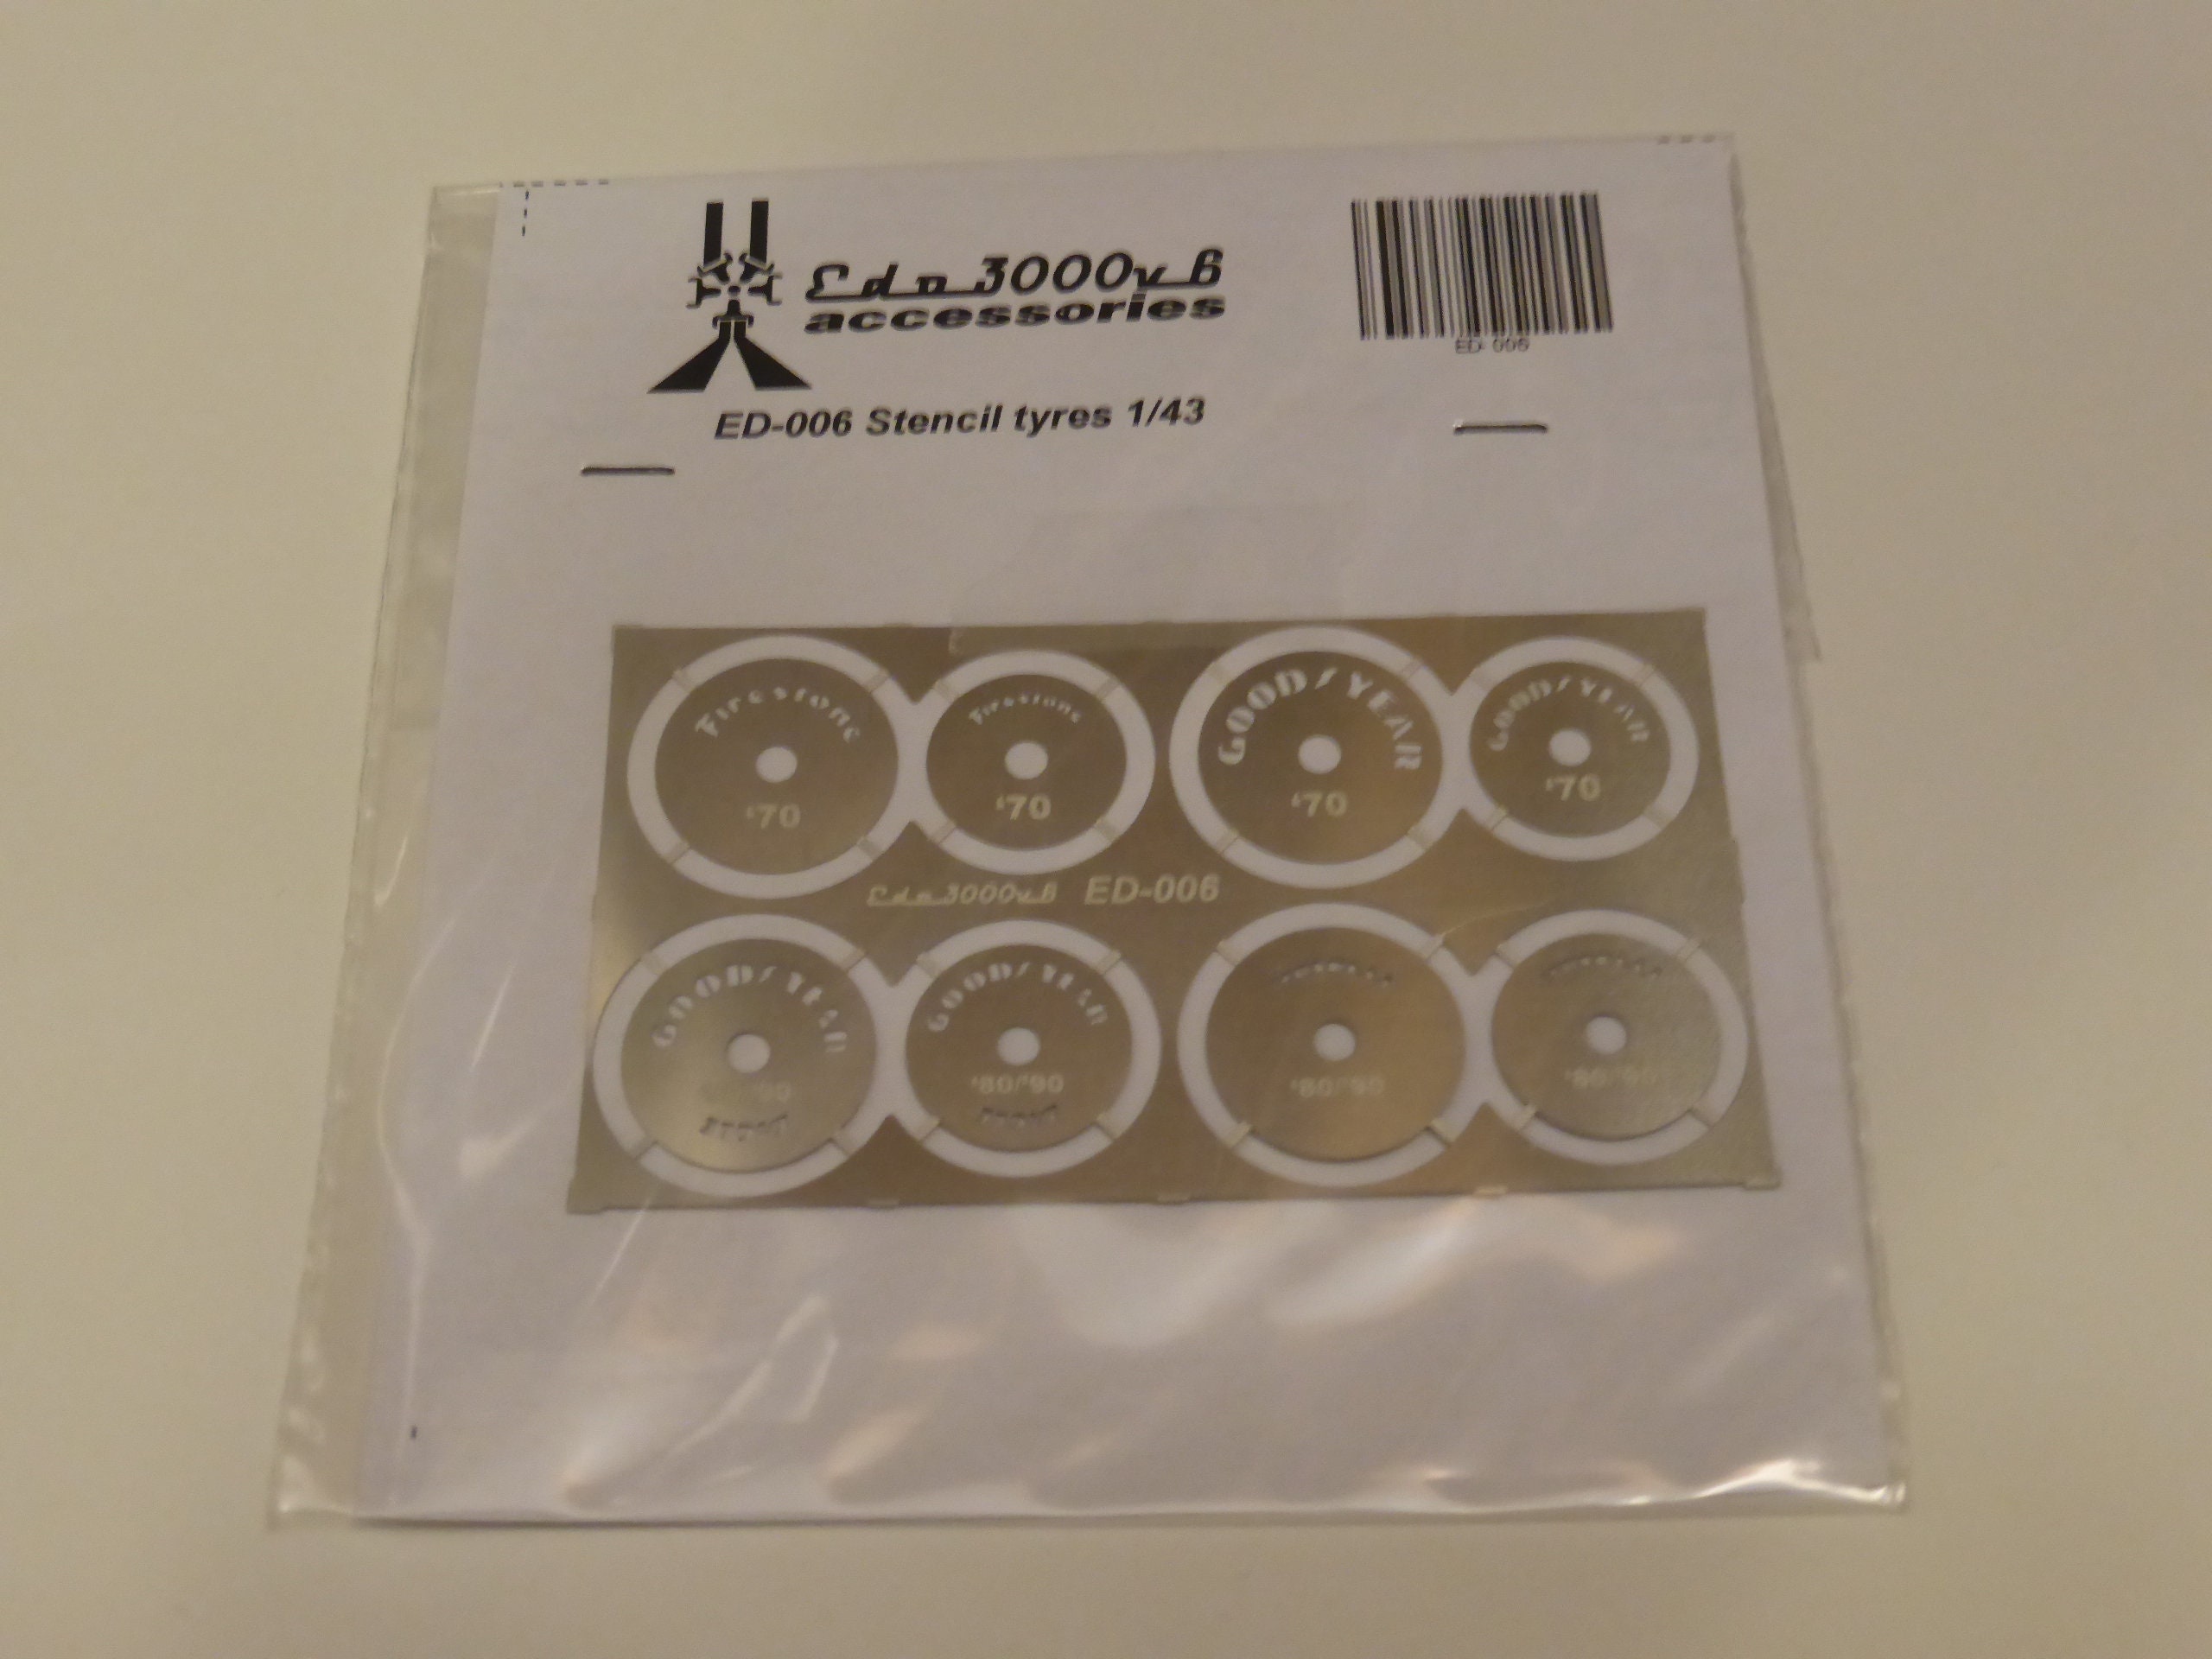 Edo3000v6
accessories
ED-006
ED-006 Stencil tyres 1/43
Firestone Firestone GOOD/YEAR GOOD/YEAR
'70 '70 '70 '70
Edo3000v6 ED-006
GOOD/YEAR GOOD/YEAR
'80/'90 '80/'90 '80/'90